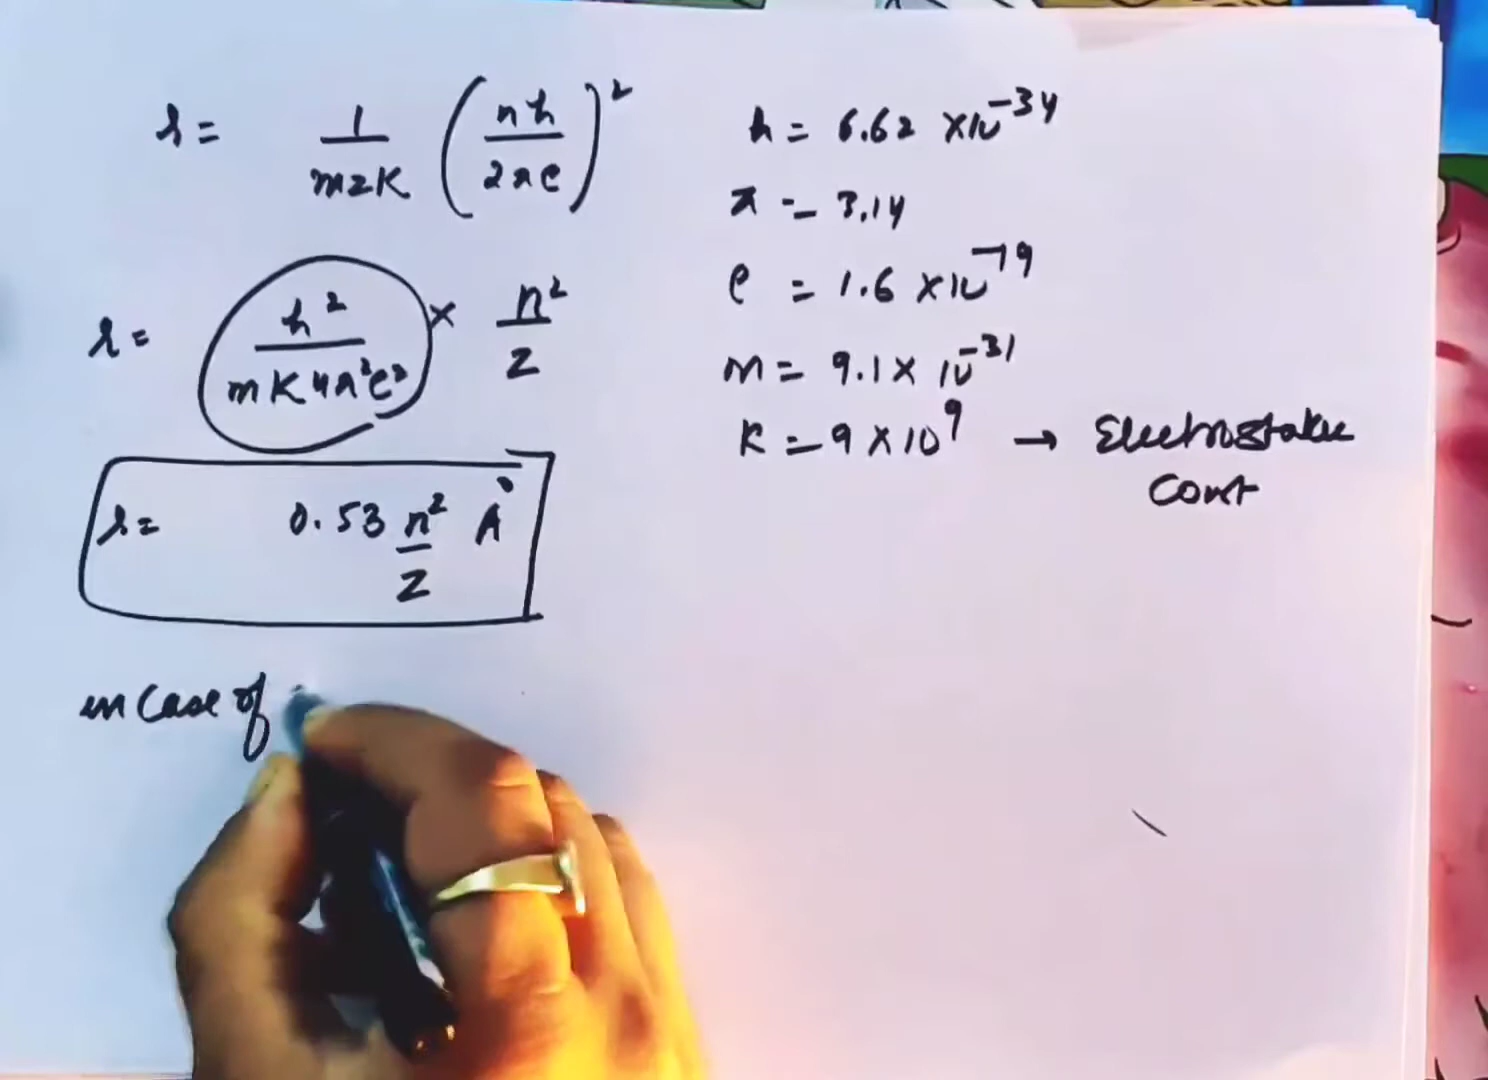 r = 1/mzK (nh/2πe)²
r = h²/mK4π²e² × n²/Z
r = 0.53 n²/Z Å
in case of
h = 6.62 × 10⁻³⁴
π = 3.14
e = 1.6 × 10⁻¹⁹
m = 9.1 × 10⁻³¹
K = 9 × 10⁹ → Electrostatic
Const